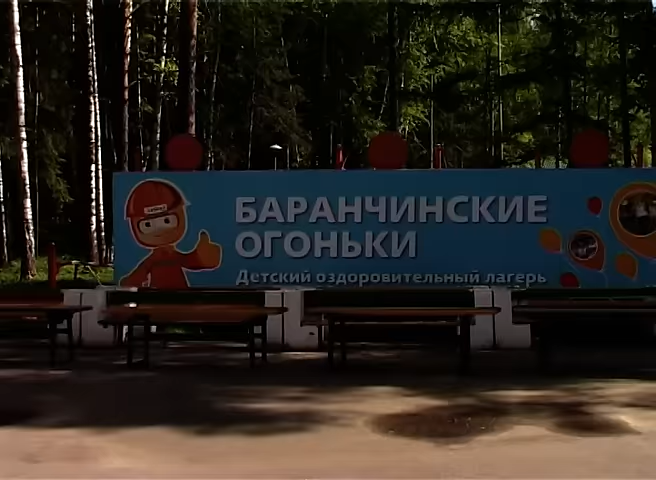 БАРАНЧИНСКИЕ
ОГОНЬКИ
Детский оздоровительный лагерь